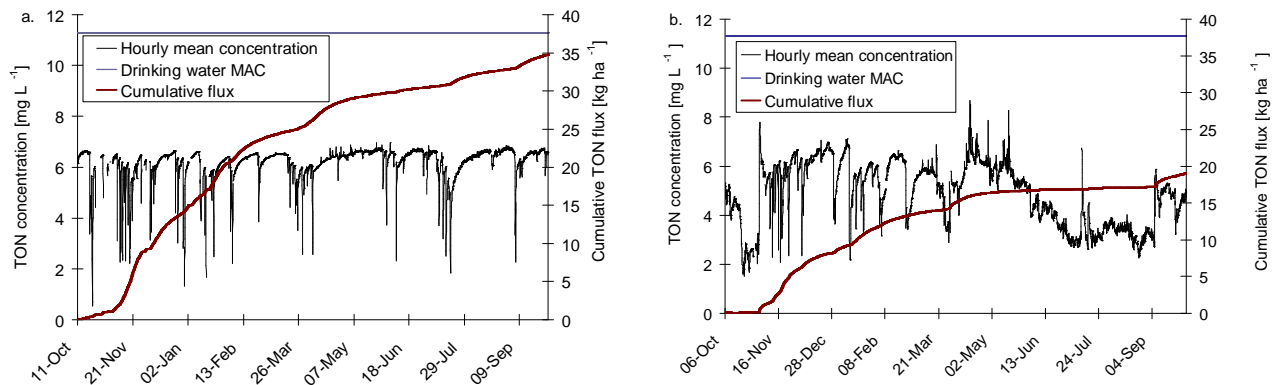 a.
12
10
8
6
4
2
0
TON concentration [mg L -1]
Hourly mean concentration
Drinking water MAC
Cumulative flux
40
35
30
25
20
15
10
5
0
Cumulative TON flux [kg ha -1]
11-Oct
21-Nov
02-Jan
13-Feb
26-Mar
07-May
18-Jun
29-Jul
09-Sep
b.
12
10
8
6
4
2
0
TON concentration [mg L -1]
Hourly mean concentration
Drinking water MAC
Cumulative flux
40
35
30
25
20
15
10
5
0
Cumulative TON flux [kg ha -1]
06-Oct
16-Nov
28-Dec
08-Feb
21-Mar
02-May
13-Jun
24-Jul
04-Sep